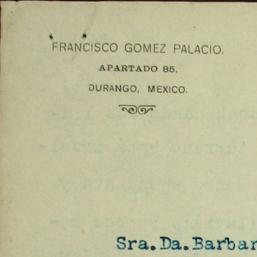 FRANCISCO GOMEZ PALACIO.
APARTADO 85.
DURANGO, MEXICO.
Sra.Da.Barbar